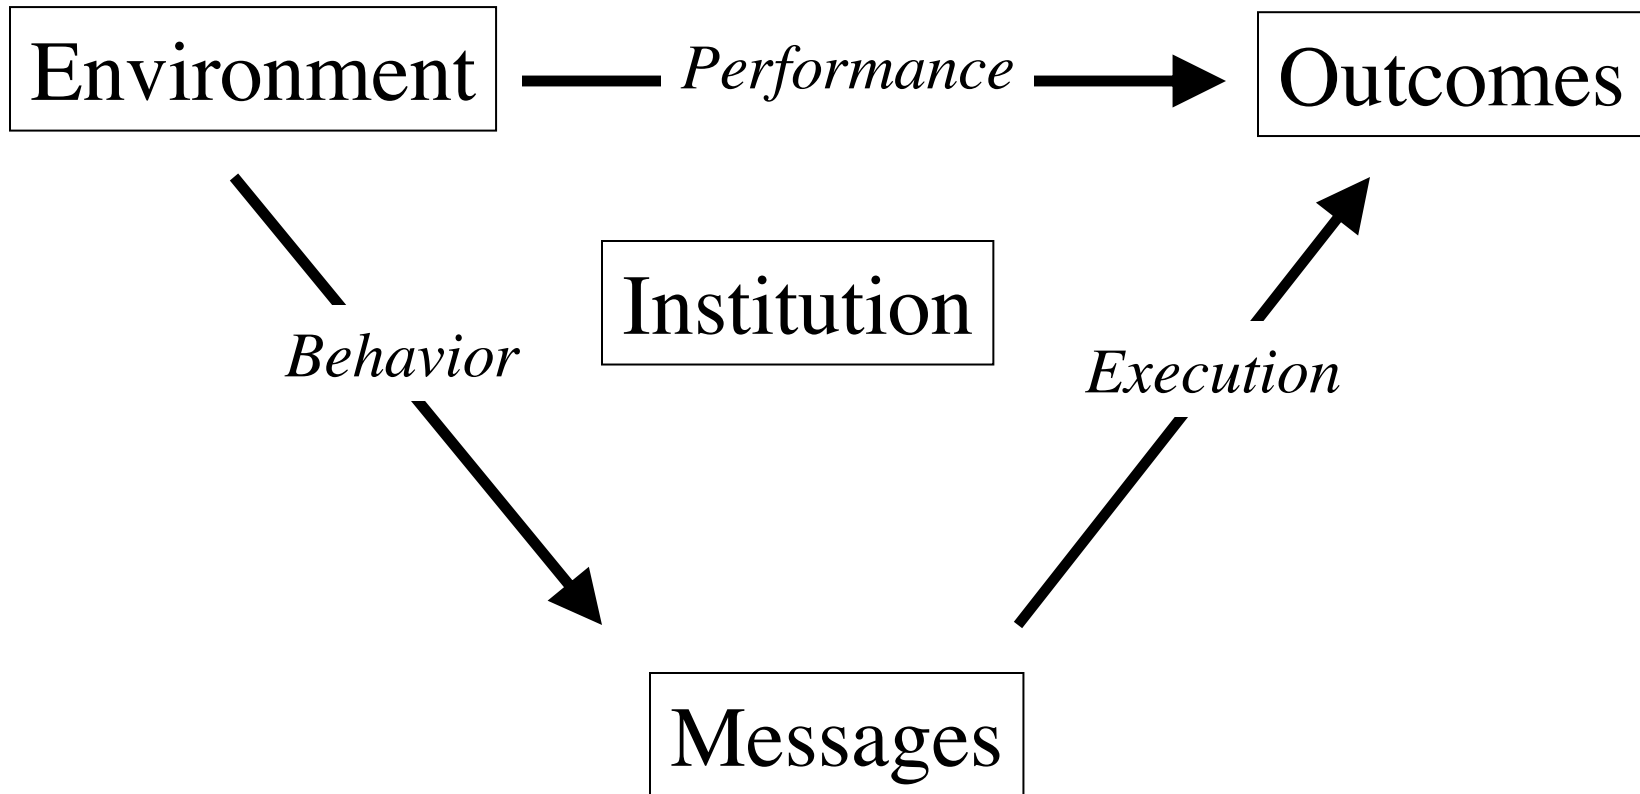 Environment
Performance
Outcomes
Institution
Behavior
Execution
Messages